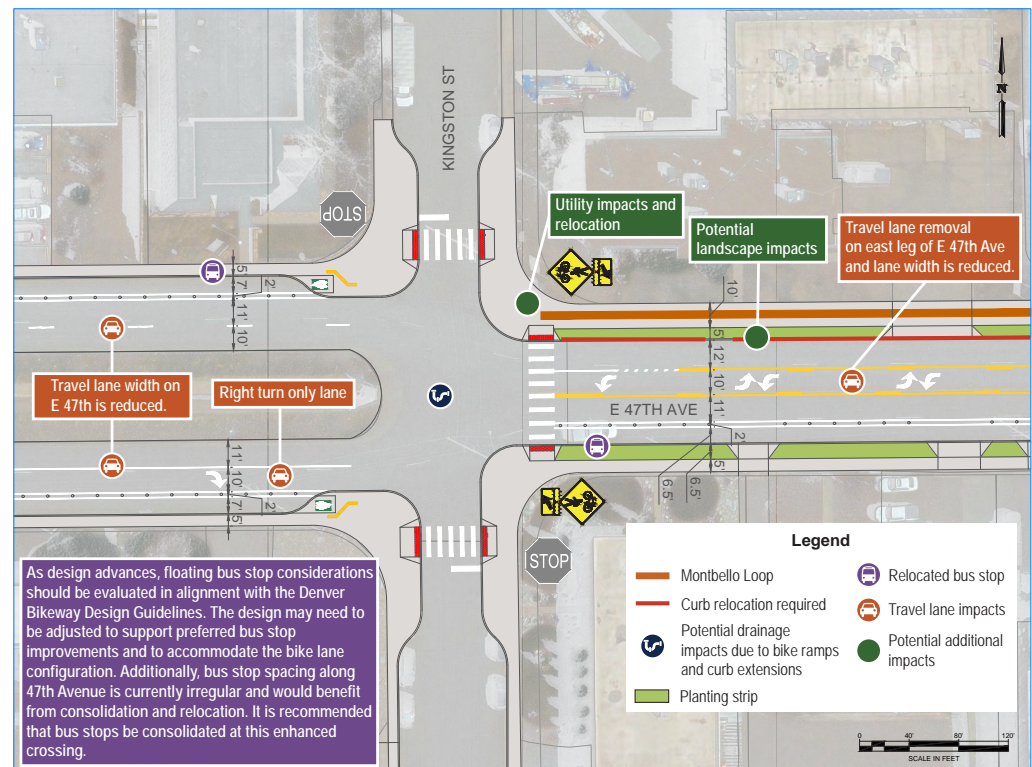 KINGSTON ST
N
STOP
Utility impacts and
relocation
Potential
landscape impacts
Travel lane removal
on east leg of E 47th Ave
and lane width is reduced.
5'
7'
2'
11'
10'
10'
5'
12'
10'
11'
2'
6.5'
6.5'
5'
Travel lane width on
E 47th is reduced.
Right turn only lane
E 47TH AVE
11'
10'
7'
5'
2'
STOP
As design advances, floating bus stop considerations
should be evaluated in alignment with the Denver
Bikeway Design Guidelines. The design may need to
be adjusted to support preferred bus stop
improvements and to accommodate the bike lane
configuration. Additionally, bus stop spacing along
47th Avenue is currently irregular and would benefit
from consolidation and relocation. It is recommended
that bus stops be consolidated at this enhanced
crossing.
Legend
Montbello Loop
Curb relocation required
Potential drainage
impacts due to bike ramps
and curb extensions
Planting strip
Relocated bus stop
Travel lane impacts
Potential additional
impacts
0 40' 80' 120'
SCALE IN FEET